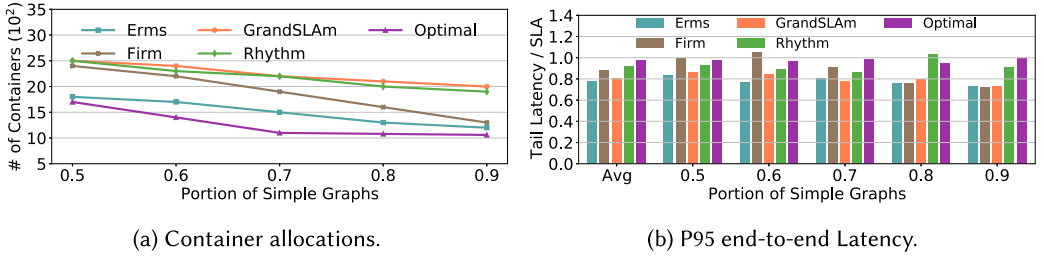 # of Containers (10²)
35
30
25
20
15
10
5
Erms
GrandSLAm
Optimal
Firm
Rhythm
0.5 0.6 0.7 0.8 0.9
Portion of Simple Graphs
(a) Container allocations.
Tail Latency / SLA
1.4
1.2
1.0
0.8
0.6
0.4
0.2
0.0
Erms
GrandSLAm
Optimal
Firm
Rhythm
Avg 0.5 0.6 0.7 0.8 0.9
Portion of Simple Graphs
(b) P95 end-to-end Latency.